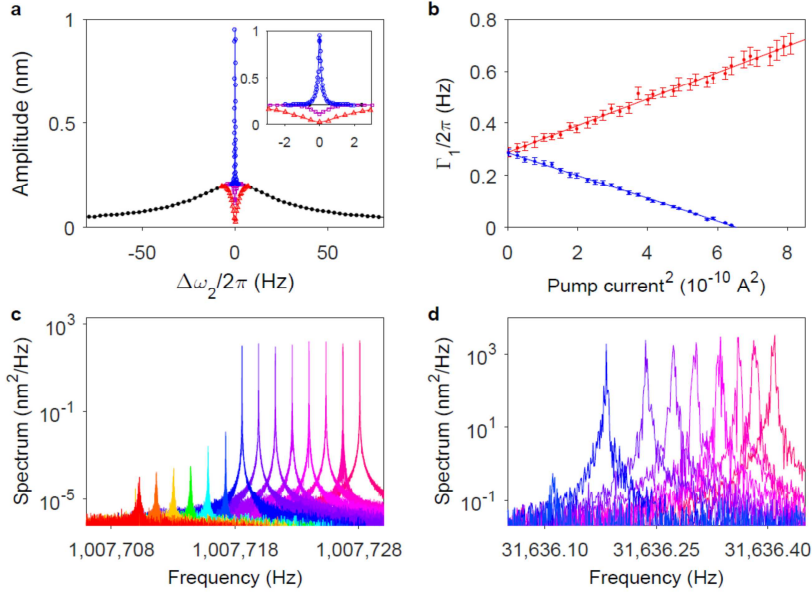 a
Amplitude (nm)
1
0.5
0
-50
0
50
Δω₂/2π (Hz)
1
0.5
0
-2
0
2
b
Γ₁/2π (Hz)
0.8
0.6
0.4
0.2
0
0
2
4
6
8
Pump current² (10⁻¹⁰ A²)
c
Spectrum (nm²/Hz)
10³
10⁻¹
10⁻⁵
1,007,708
1,007,718
1,007,728
Frequency (Hz)
d
Spectrum (nm²/Hz)
10³
10¹
10⁻¹
31,636.10
31,636.25
31,636.40
Frequency (Hz)